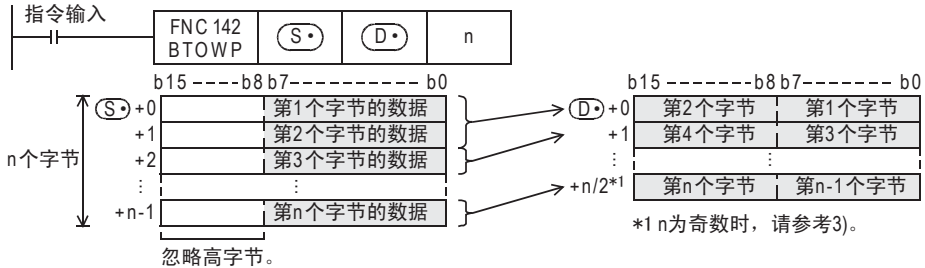 指令输入
FNC 142
BTOWP
S•
D•
n
b15 ----b8 b7------------- b0
b15 --------b8 b7------- b0
S• +0 第1个字节的数据
+1 第2个字节的数据
+2 第3个字节的数据
⋮ ⋮
+n-1 第n个字节的数据
n个字节
忽略高字节。
D• +0 第2个字节 第1个字节
+1 第4个字节 第3个字节
⋮ ⋮
+n/2*1 第n个字节 第n-1个字节
*1 n为奇数时，请参考3)。